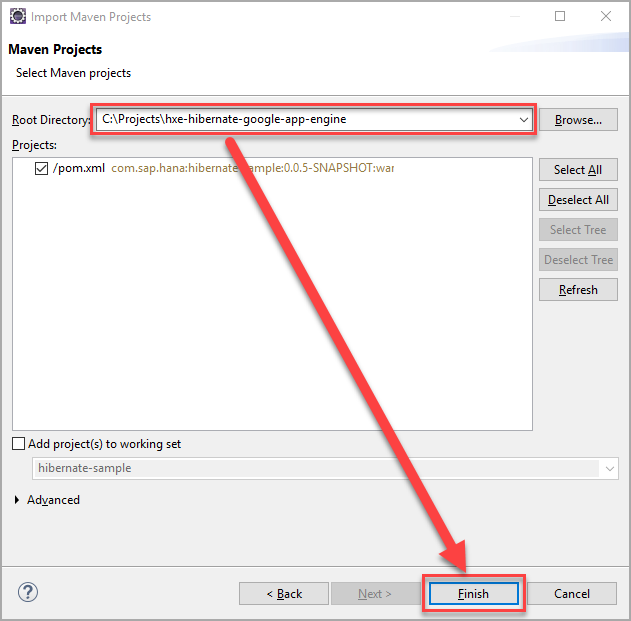 Import Maven Projects
Maven Projects
Select Maven projects
Root Directory: C:\Projects\hxe-hibernate-google-app-engine Browse...
Projects:
/pom.xml com.sap.hana:hibernate sample:0.0.5-SNAPSHOT:war
Select All
Deselect All
Select Tree
Deselect Tree
Refresh
Add project(s) to working set
hibernate-sample
Advanced
? < Back Next > Finish Cancel